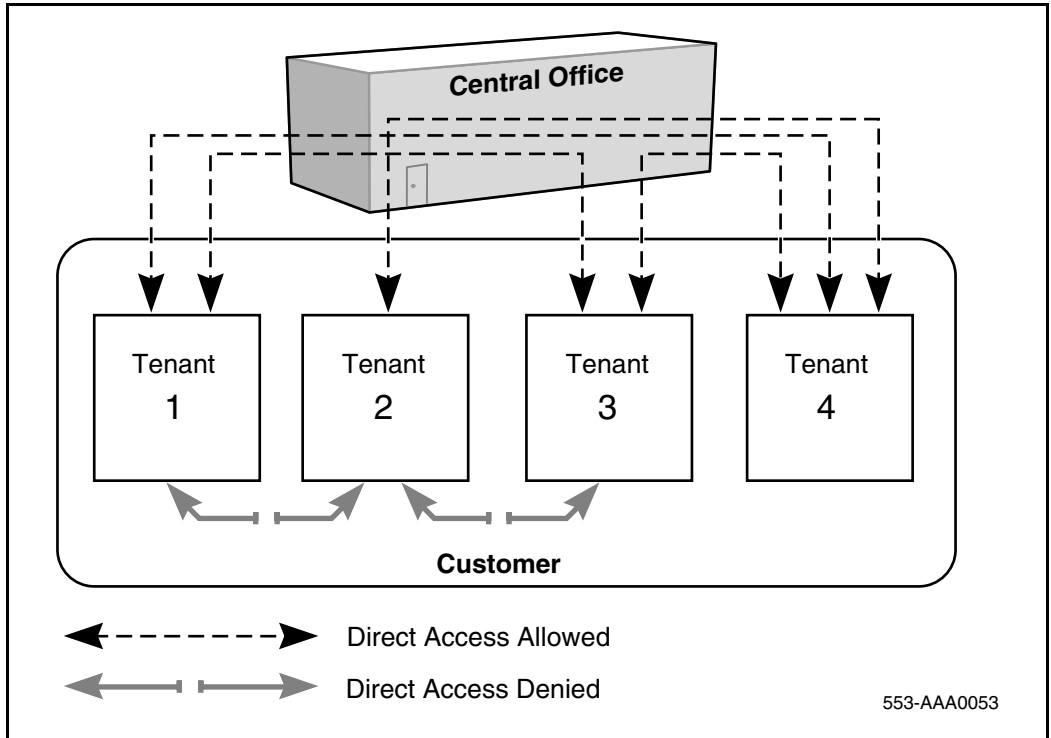 Central Office
Tenant
1
Tenant
2
Tenant
3
Tenant
4
Customer
Direct Access Allowed
Direct Access Denied
553-AAA0053